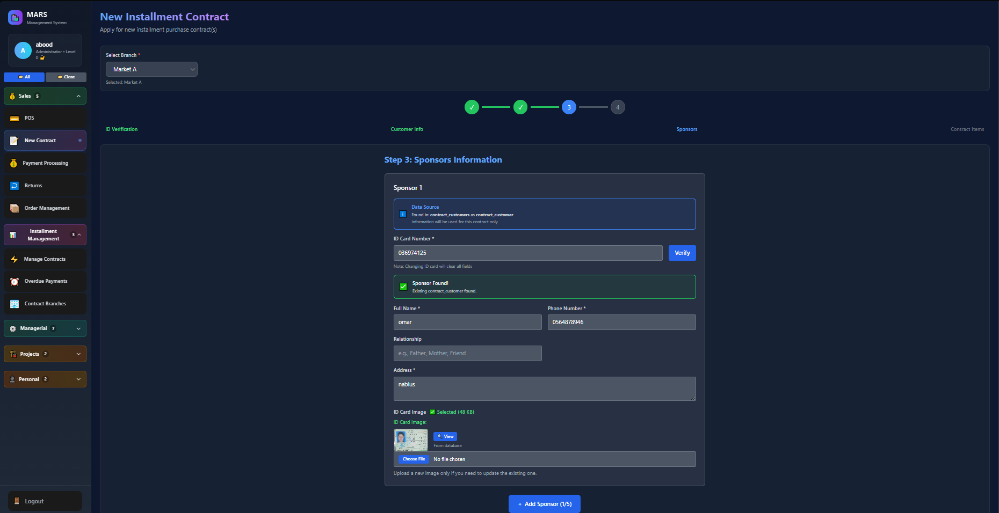 MARS
Management System
A
abood
Administrator • Level
0
All
Close
Sales 5
POS
New Contract
Payment Processing
Returns
Order Management
Installment
Management
3
Manage Contracts
Overdue Payments
Contract Branches
Managerial 7
Projects 2
Personal 2
Logout
New Installment Contract
Apply for new installment purchase contract(s)
Select Branch *
Market A
Selected: Market A
3
4
ID Verification
Customer Info
Sponsors
Contract Items
Step 3: Sponsors Information
Sponsor 1
Data Source
Found in: contract_customers as contract_customer
Information will be used for this contract only
ID Card Number *
036974125
Verify
Note: Changing ID card will clear all fields
Sponsor Found!
Existing contract_customer found.
Full Name *
Phone Number *
omar
0564878946
Relationship
e.g., Father, Mother, Friend
Address *
nablus
ID Card Image Selected (48 KB)
ID Card Image:
View
From database
Choose File No file chosen
Upload a new image only if you need to update the existing one.
+ Add Sponsor (1/5)